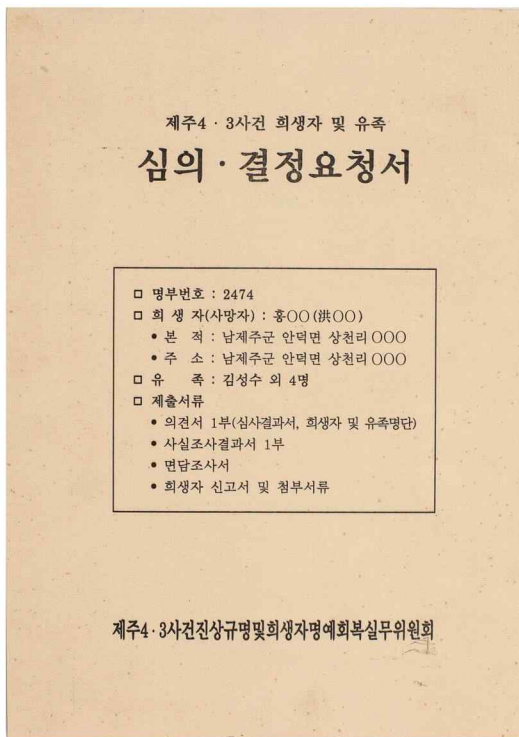 제주4 · 3사건 희생자 및 유족
심의 · 결정요청서
□ 명부번호 : 2474
□ 희 생 자(사망자) : 홍○○(洪○○)
• 본 적 : 남제주군 안덕면 상천리 ○○○
• 주 소 : 남제주군 안덕면 상천리 ○○○
□ 유 족 : 김성수 외 4명
□ 제출서류
• 의견서 1부(심사결과서, 희생자 및 유족명단)
• 사실조사결과서 1부
• 면담조사서
• 희생자 신고서 및 첨부서류
제주4 · 3사건진상규명및희생자명예회복실무위원회